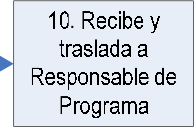 10. Recibe y
traslada a
Responsable de
Programa